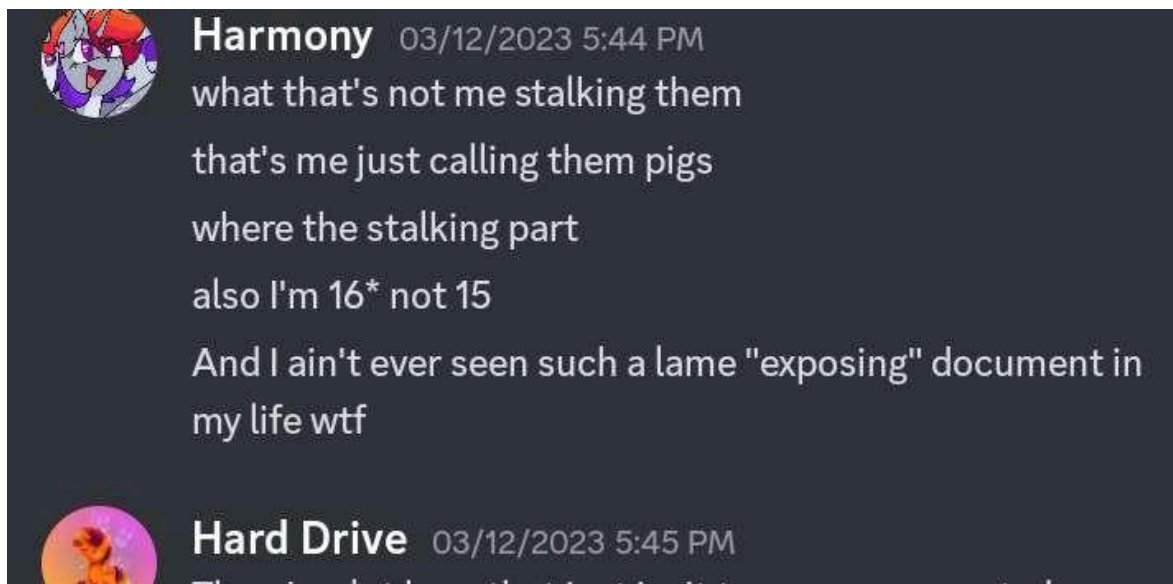 Harmony 03/12/2023 5:44 PM
what that's not me stalking them
that's me just calling them pigs
where the stalking part
also I'm 16* not 15
And I ain't ever seen such a lame "exposing" document in
my life wtf
Hard Drive 03/12/2023 5:45 PM